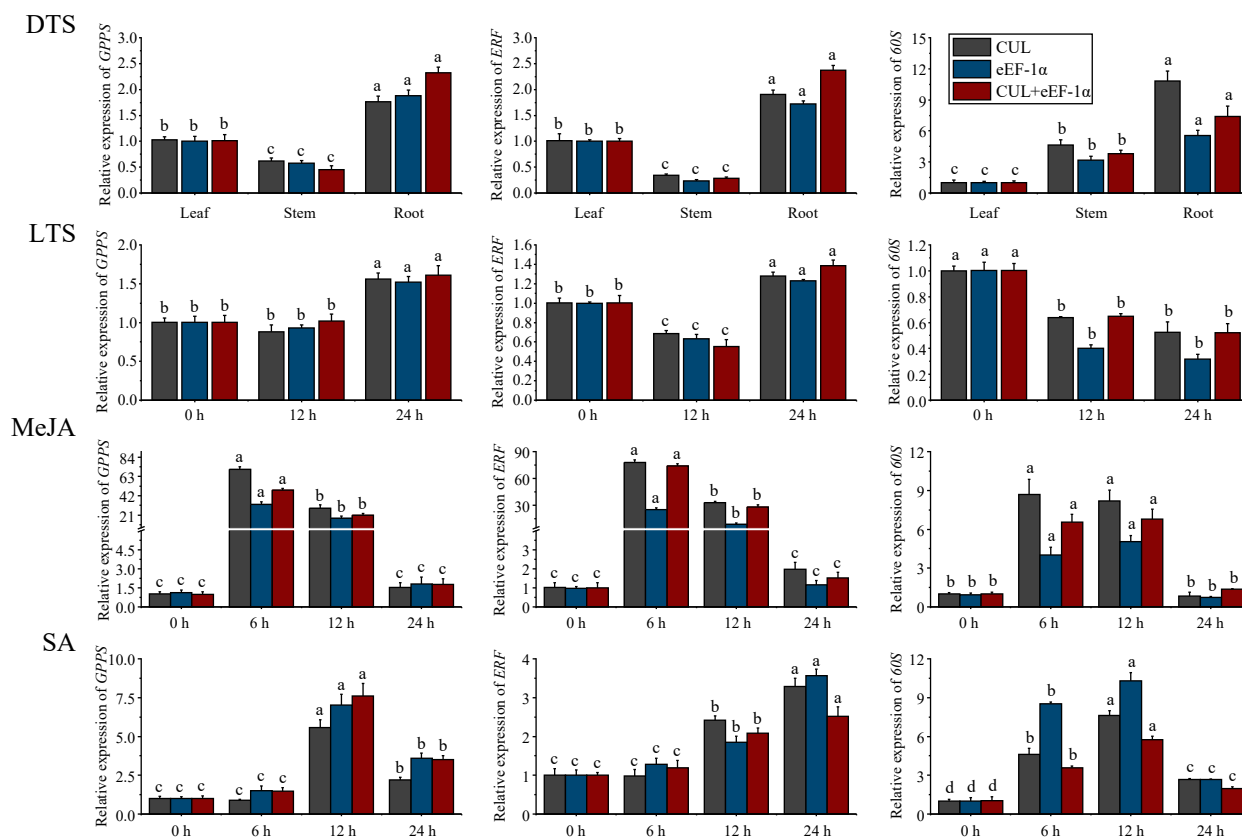 DTS
Relative expression of GPPS
3.0
2.5
2.0
1.5
1.0
0.5
0.0
b b b
c c c
a a a
Leaf Stem Root
Relative expression of ERF
3.0
2.5
2.0
1.5
1.0
0.5
0.0
b b b
c c c
a a a
Leaf Stem Root
Relative expression of 60S
15
12
9
6
3
0
CUL
eEF-1α
CUL+eEF-1α
c c c
b b b
a a a
Leaf Stem Root
LTS
Relative expression of GPPS
2.0
1.5
1.0
0.5
0.0
b b b
b b b
a a a
0 h 12 h 24 h
Relative expression of ERF
1.6
1.4
1.2
1.0
0.8
0.6
0.4
0.2
0.0
b b b
c c c
a a a
0 h 12 h 24 h
Relative expression of 60S
1.2
1.0
0.8
0.6
0.4
0.2
0.0
a a a
b b b
b b b
0 h 12 h 24 h
MeJA
Relative expression of GPPS
84
63
42
21
4.5
3.0
1.5
0.0
c c c
a a a
b b b
c c c
0 h 6 h 12 h 24 h
Relative expression of ERF
90
60
30
3
2
1
0
c c c
a a a
b b b
c c c
0 h 6 h 12 h 24 h
Relative expression of 60S
12
9
6
3
0
b b b
a a a
a a a
b b b
0 h 6 h 12 h 24 h
SA
Relative expression of GPPS
10.0
7.5
5.0
2.5
0.0
c c c
c c c
a a a
b b b
0 h 6 h 12 h 24 h
Relative expression of ERF
4
3
2
1
0
c c c
c c c
b b b
a a a
0 h 6 h 12 h 24 h
Relative expression of 60S
12
9
6
3
0
d d d
b b b
a a a
c c c
0 h 6 h 12 h 24 h